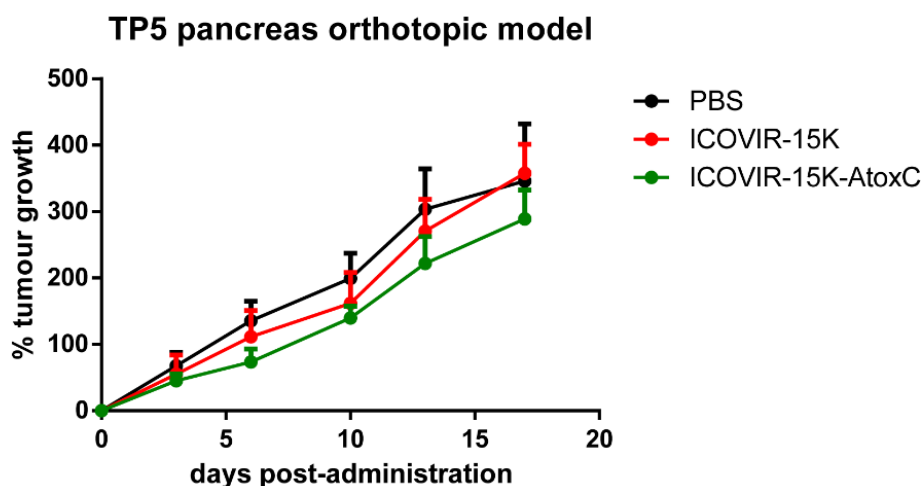 TP5 pancreas orthotopic model
500
400
300
200
100
0
% tumour growth
0 5 10 15 20
days post-administration
PBS
ICOVIR-15K
ICOVIR-15K-AtoxC